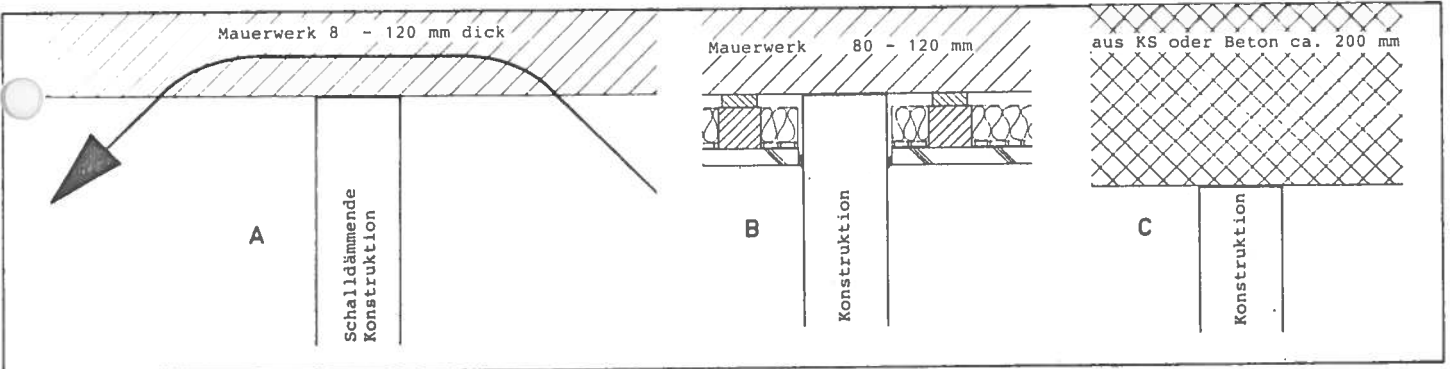 Mauerwerk 8 - 120 mm dick
A
Schalldämmende
Konstruktion
Mauerwerk 80 - 120 mm
B
Konstruktion
aus KS oder Beton ca. 200 mm
C
Konstruktion